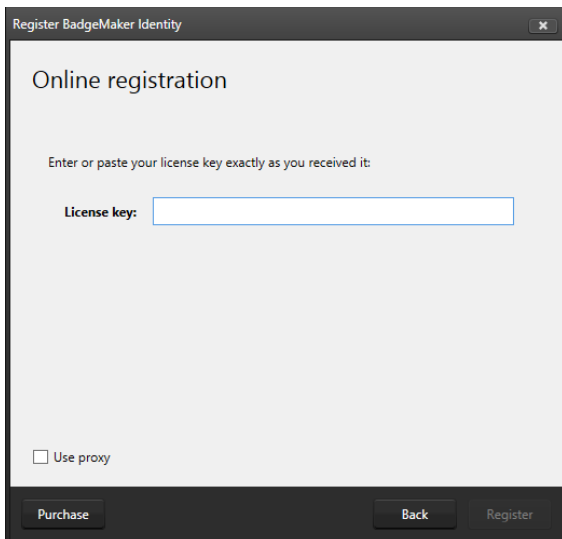 Register BadgeMaker Identity
Online registration
Enter or paste your license key exactly as you received it:
License key:
Use proxy
Purchase
Back
Register